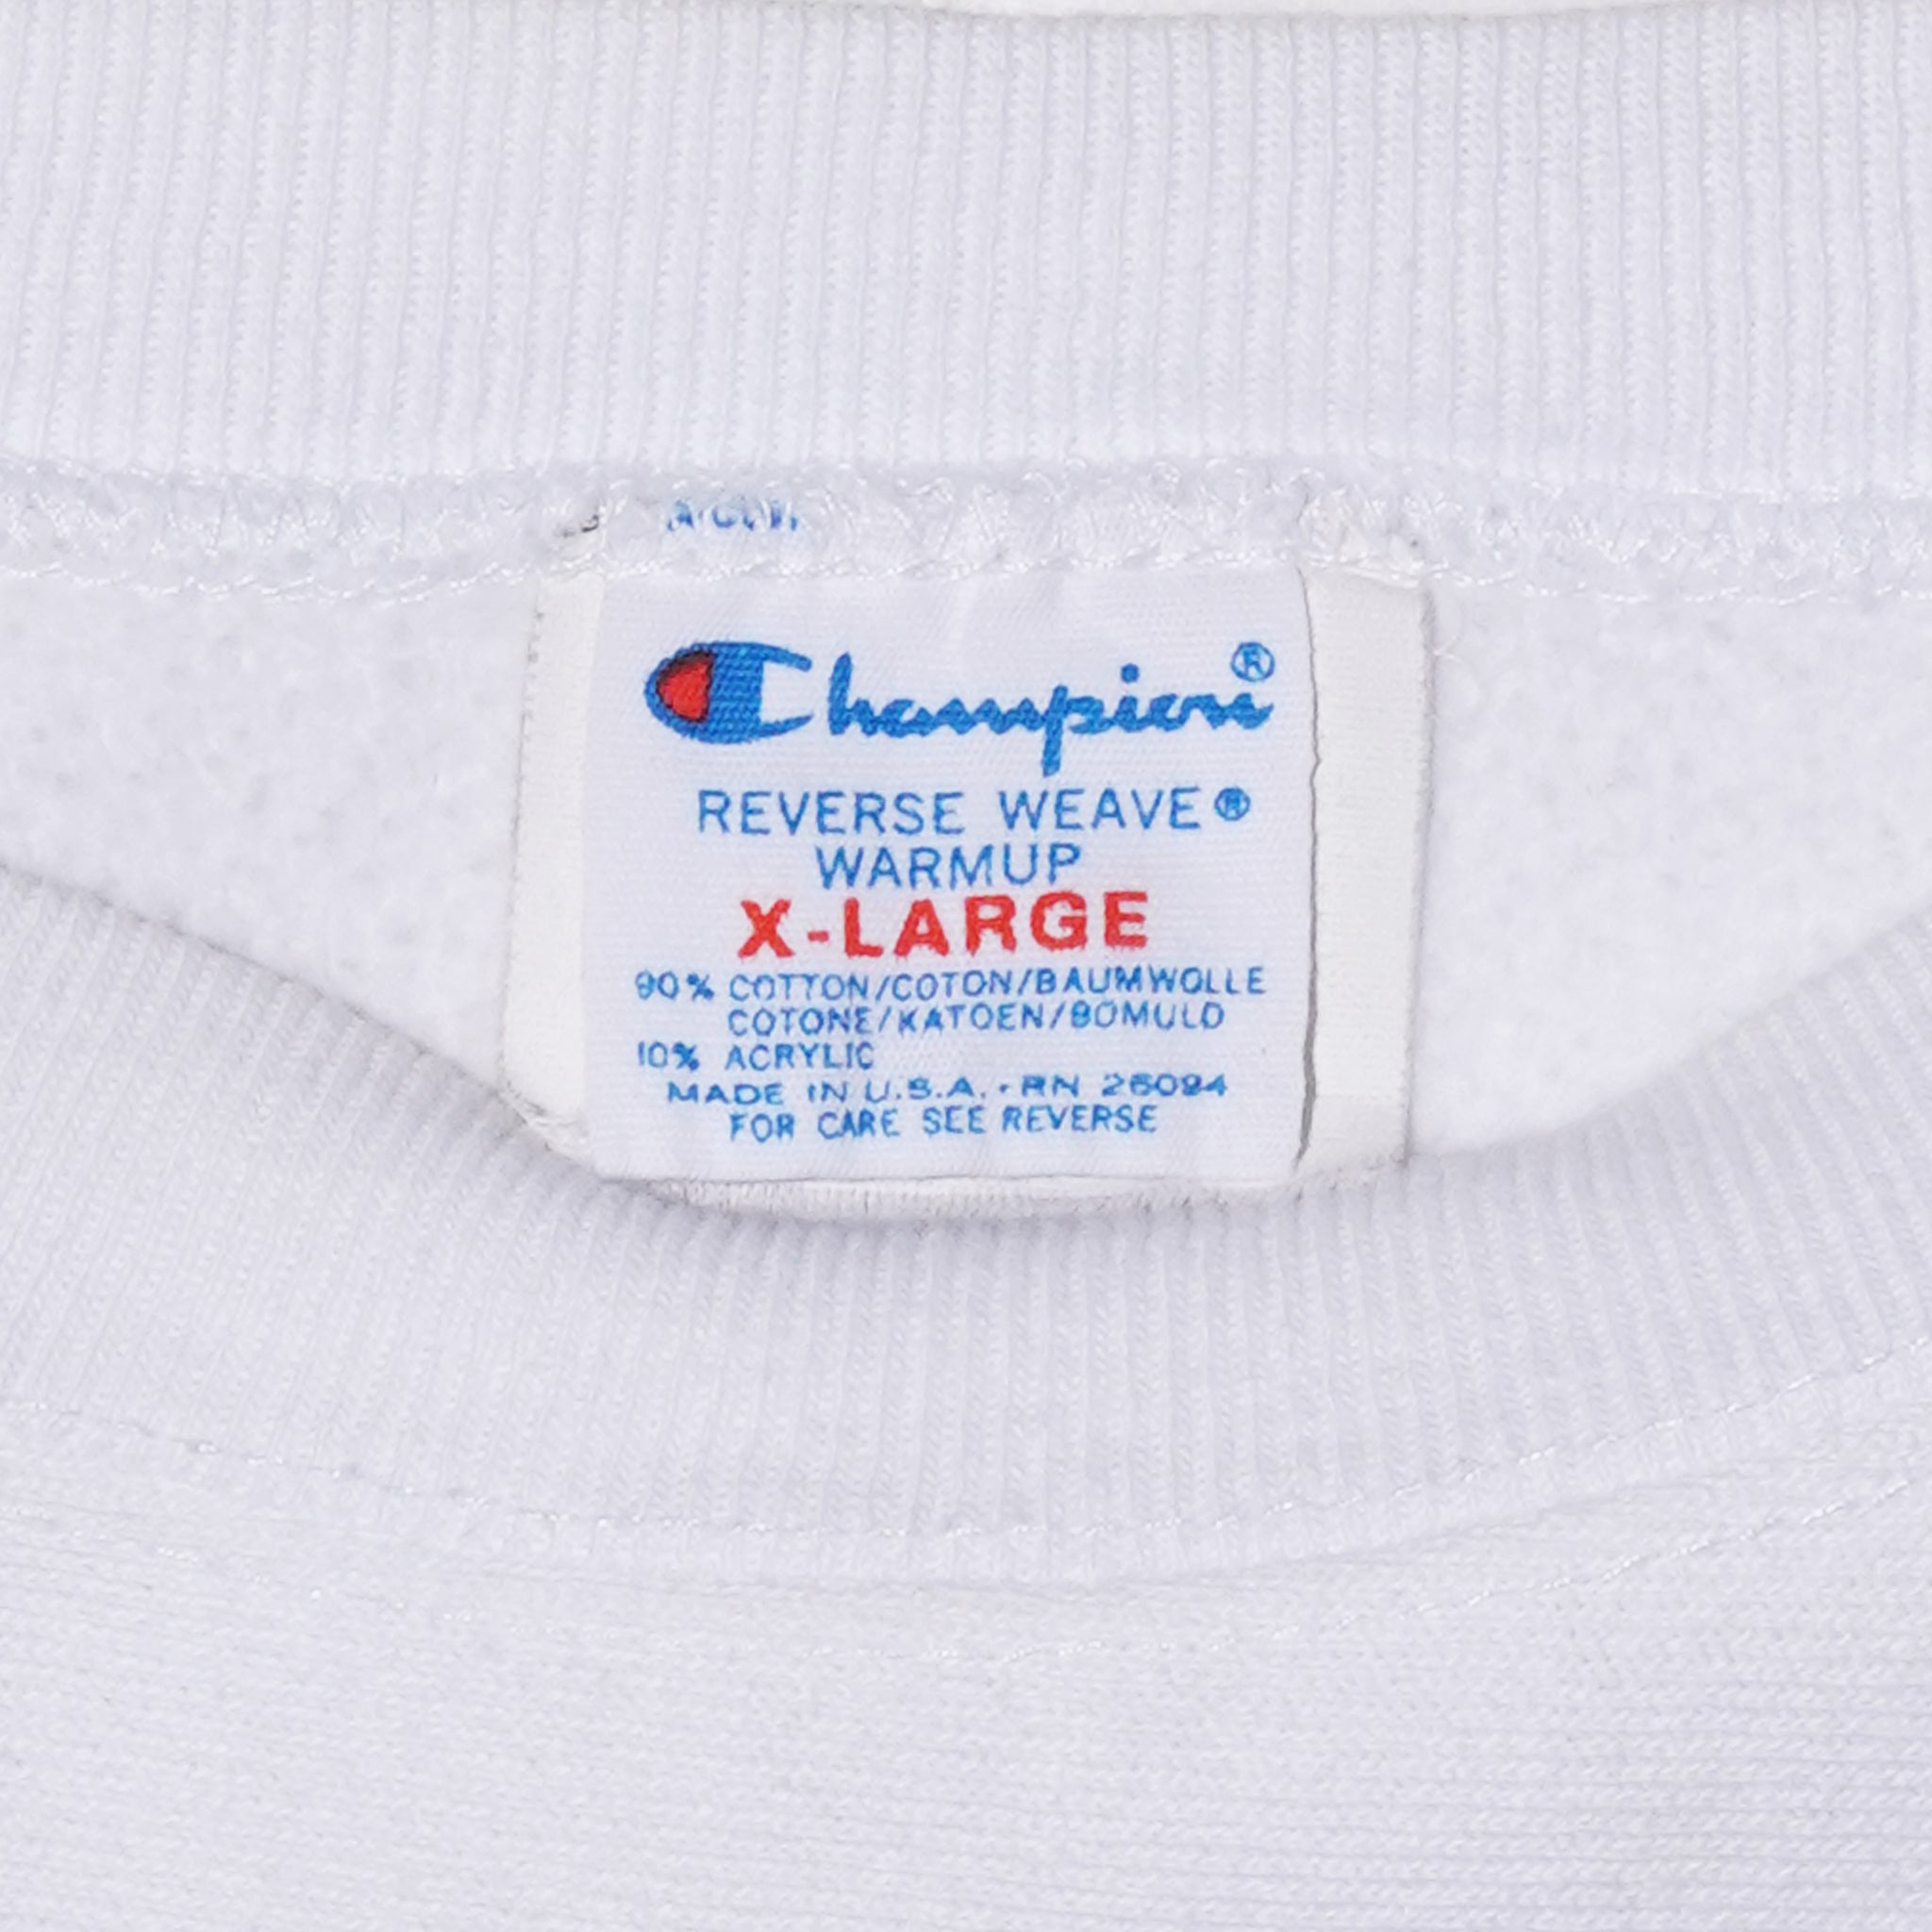 Champion®
REVERSE WEAVE®
WARMUP
X-LARGE
90% COTTON/COTON/BAUMWOLLE
COTONE/KATOEN/BOMULD
10% ACRYLIC
MADE IN U.S.A. · RN 26094
FOR CARE SEE REVERSE